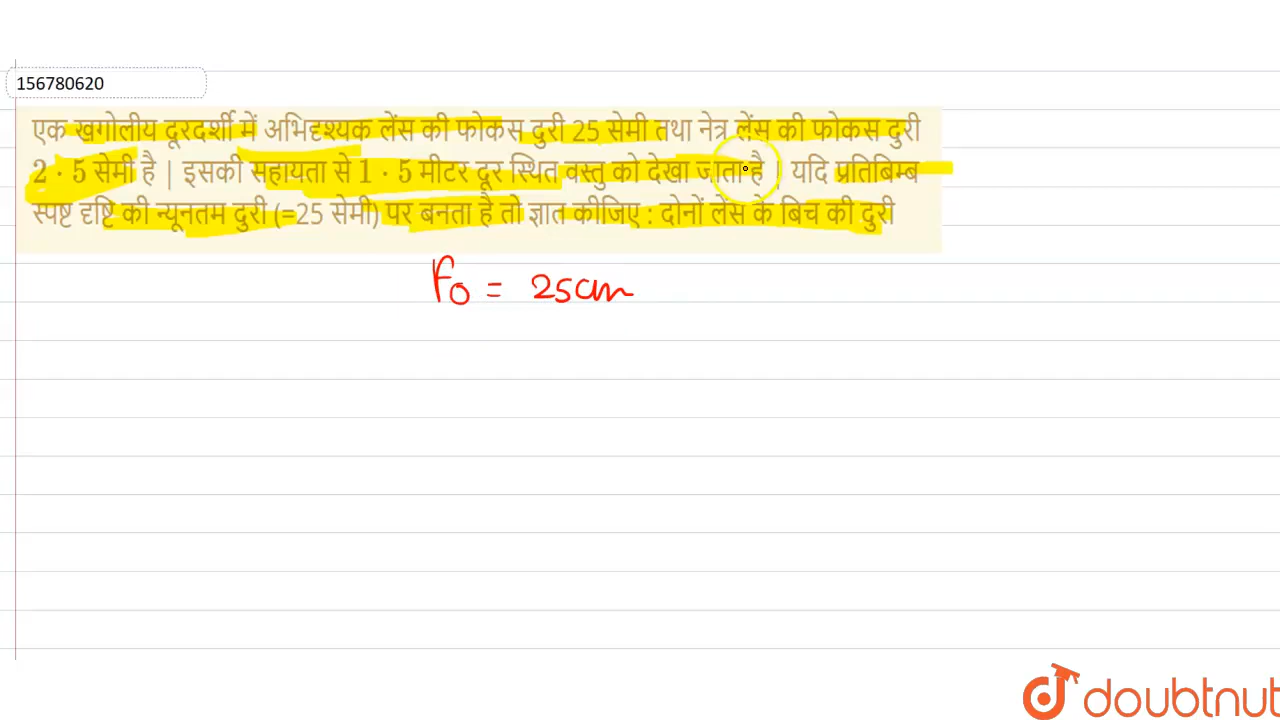 156780620
एक खगोलीय दूरदर्शी में अभिदृश्यक लेंस की फोकस दुरी 25 सेमी तथा नेत्र लेंस की फोकस दुरी
2 · 5 सेमी है | इसकी सहायता से 1 · 5 मीटर दूर स्थित वस्तु को देखा जाता है | यदि प्रतिबिम्ब
स्पष्ट दृष्टि की न्यूनतम दुरी (=25 सेमी) पर बनता है तो ज्ञात कीजिए : दोनों लेंस के बिच की दुरी
Fo = 25cm
doubtnut